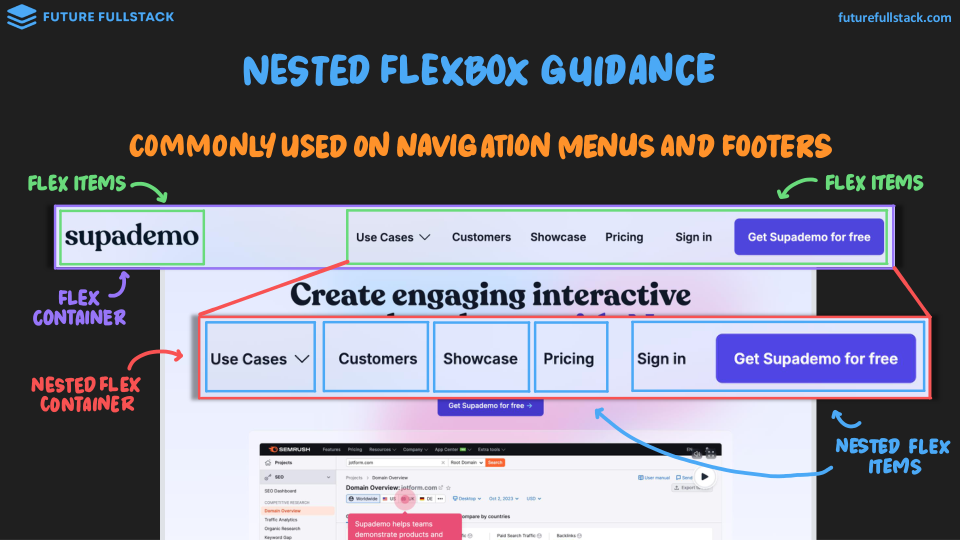 FUTURE FULLSTACK
futurefullstack.com
NESTED FLEXBOX GUIDANCE
COMMONLY USED ON NAVIGATION MENUS AND FOOTERS
FLEX ITEMS
FLEX ITEMS
supademo
Use Cases Customers Showcase Pricing Sign in Get Supademo for free
FLEX
CONTAINER
Create engaging interactive
Use Cases Customers Showcase Pricing Sign in Get Supademo for free
NESTED FLEX
CONTAINER
Get Supademo for free →
NESTED FLEX
ITEMS
SEMRUSH Features Pricing Resources Company App Center Extra tools EN
Projects
jotform.com Root Domain Search
SEO
Projects > Domain Overview
User manual Send
SEO Dashboard
Domain Overview: jotform.com
Export
COMPETITIVE RESEARCH
Worldwide US UK DE ••• Desktop Oct 2, 2023 USD
Domain Overview
Traffic Analytics
Compare by countries
Organic Research
Supademo helps teams
demonstrate products and
Keyword Gap
Paid Search Traffic Backlinks